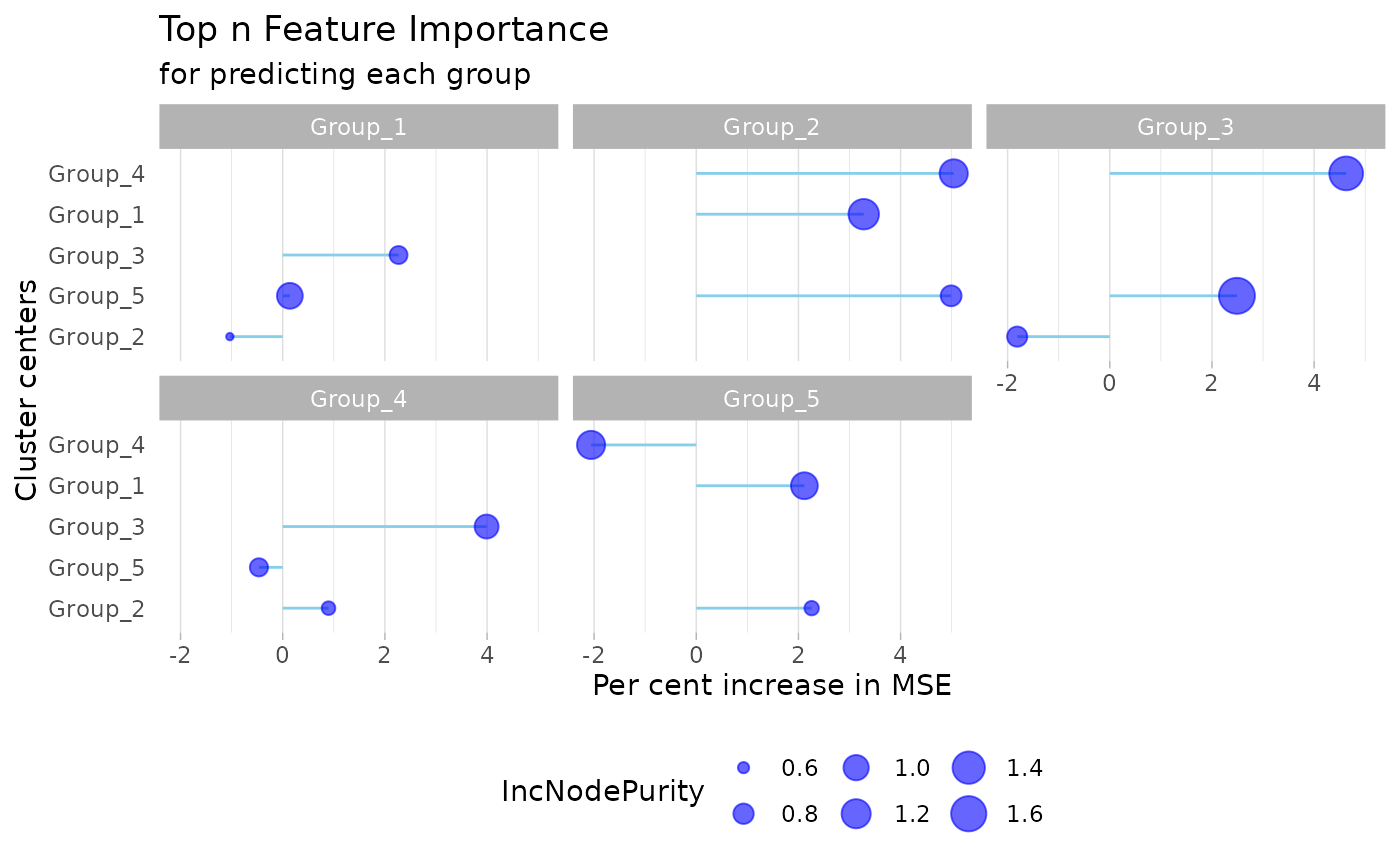 Top n Feature Importance
for predicting each group
Group_1
Group_2
Group_3
Group_4
Group_1
Group_3
Group_5
Group_2
-2 0 2 4
Group_4
Group_5
Cluster centers
Group_4
Group_1
Group_3
Group_5
Group_2
-2 0 2 4
-2 0 2 4
Per cent increase in MSE
IncNodePurity
0.6 1.0 1.4
0.8 1.2 1.6